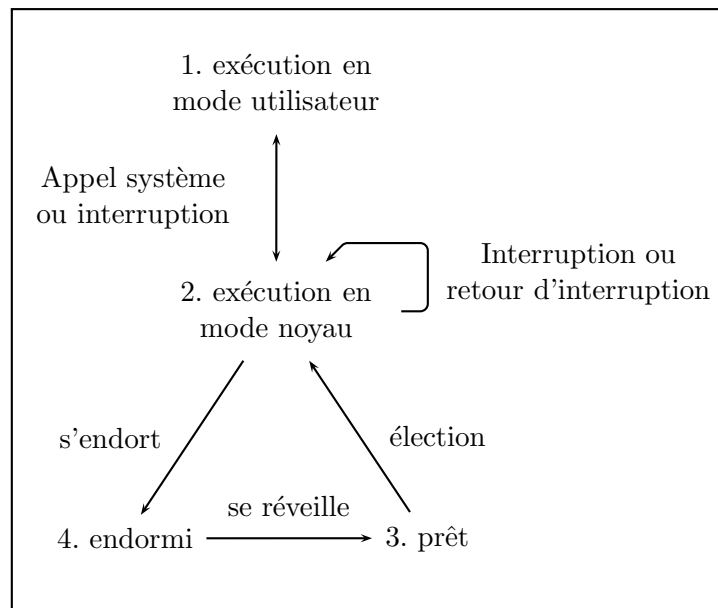 1. exécution en
mode utilisateur
Appel système
ou interruption
Interruption ou
retour d'interruption
2. exécution en
mode noyau
s'endort
élection
se réveille
4. endormi
3. prêt